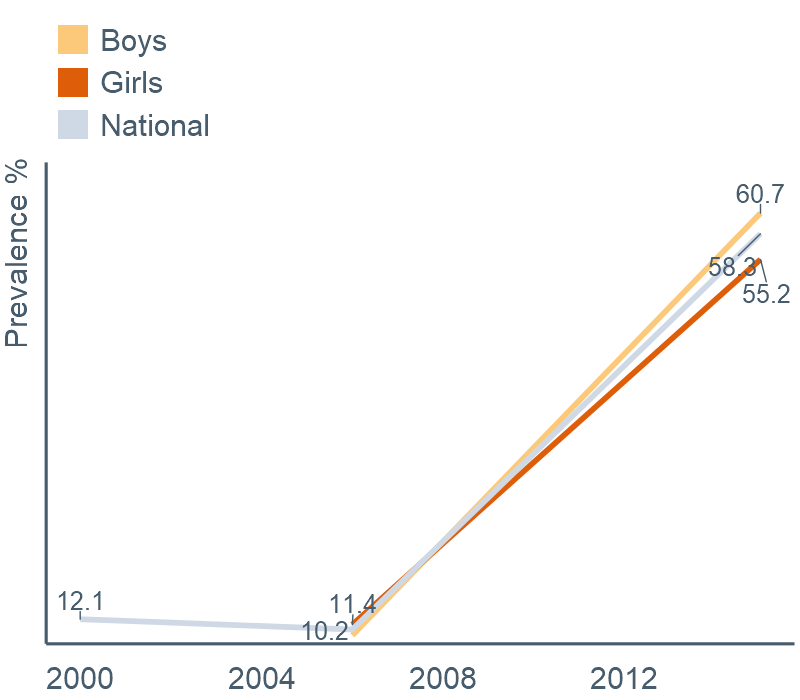 Boys
Girls
National
Prevalence %
60.7
58.3
55.2
12.1
11.4
10.2
2000 2004 2008 2012